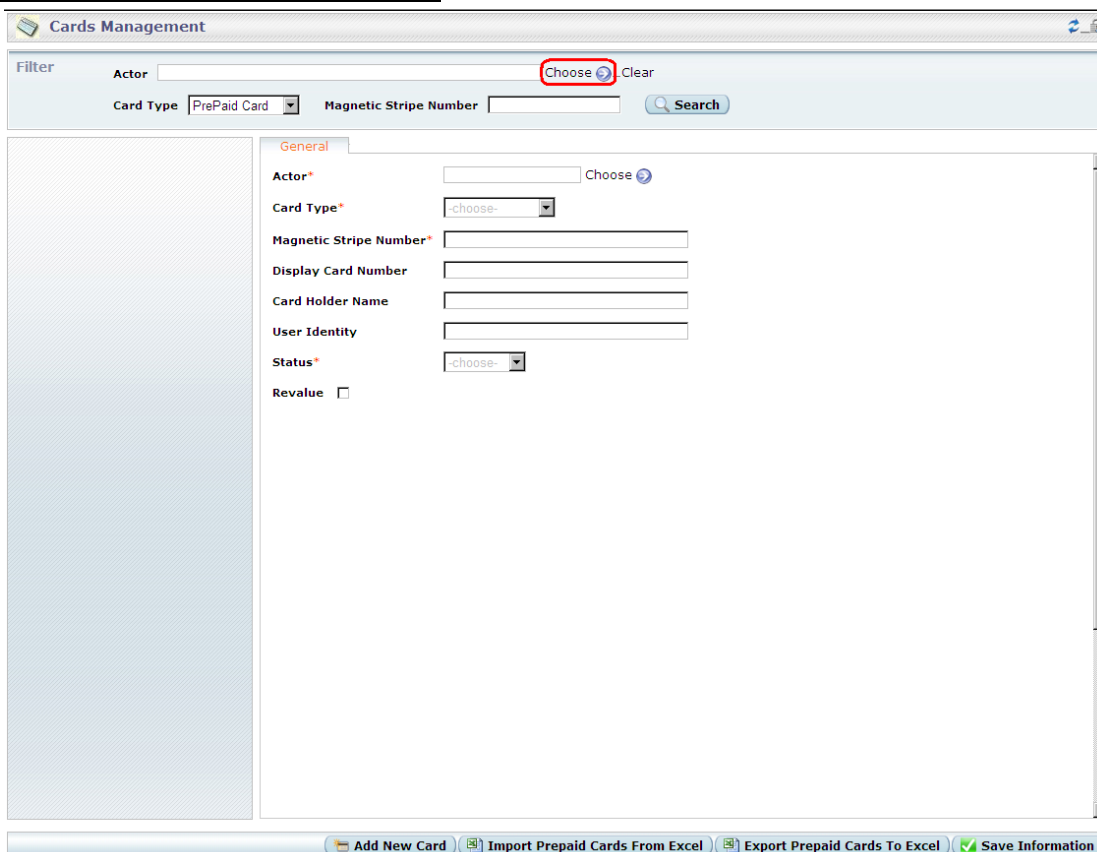 Cards Management
Filter
Actor Choose Clear
Card Type PrePaid Card Magnetic Stripe Number Search
General
Actor* Choose
Card Type* -choose-
Magnetic Stripe Number*
Display Card Number
Card Holder Name
User Identity
Status* -choose-
Revalue
Add New Card Import Prepaid Cards From Excel Export Prepaid Cards To Excel Save Information